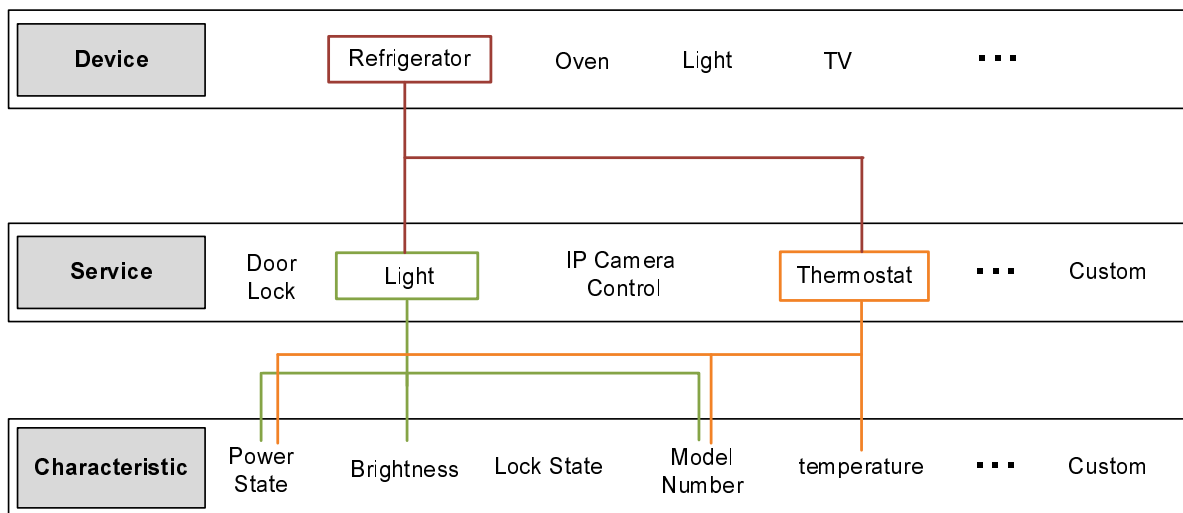 Device
Refrigerator
Oven
Light
TV
...
Service
Door
Lock
Light
IP Camera
Control
Thermostat
...
Custom
Characteristic
Power
State
Brightness
Lock State
Model
Number
temperature
...
Custom